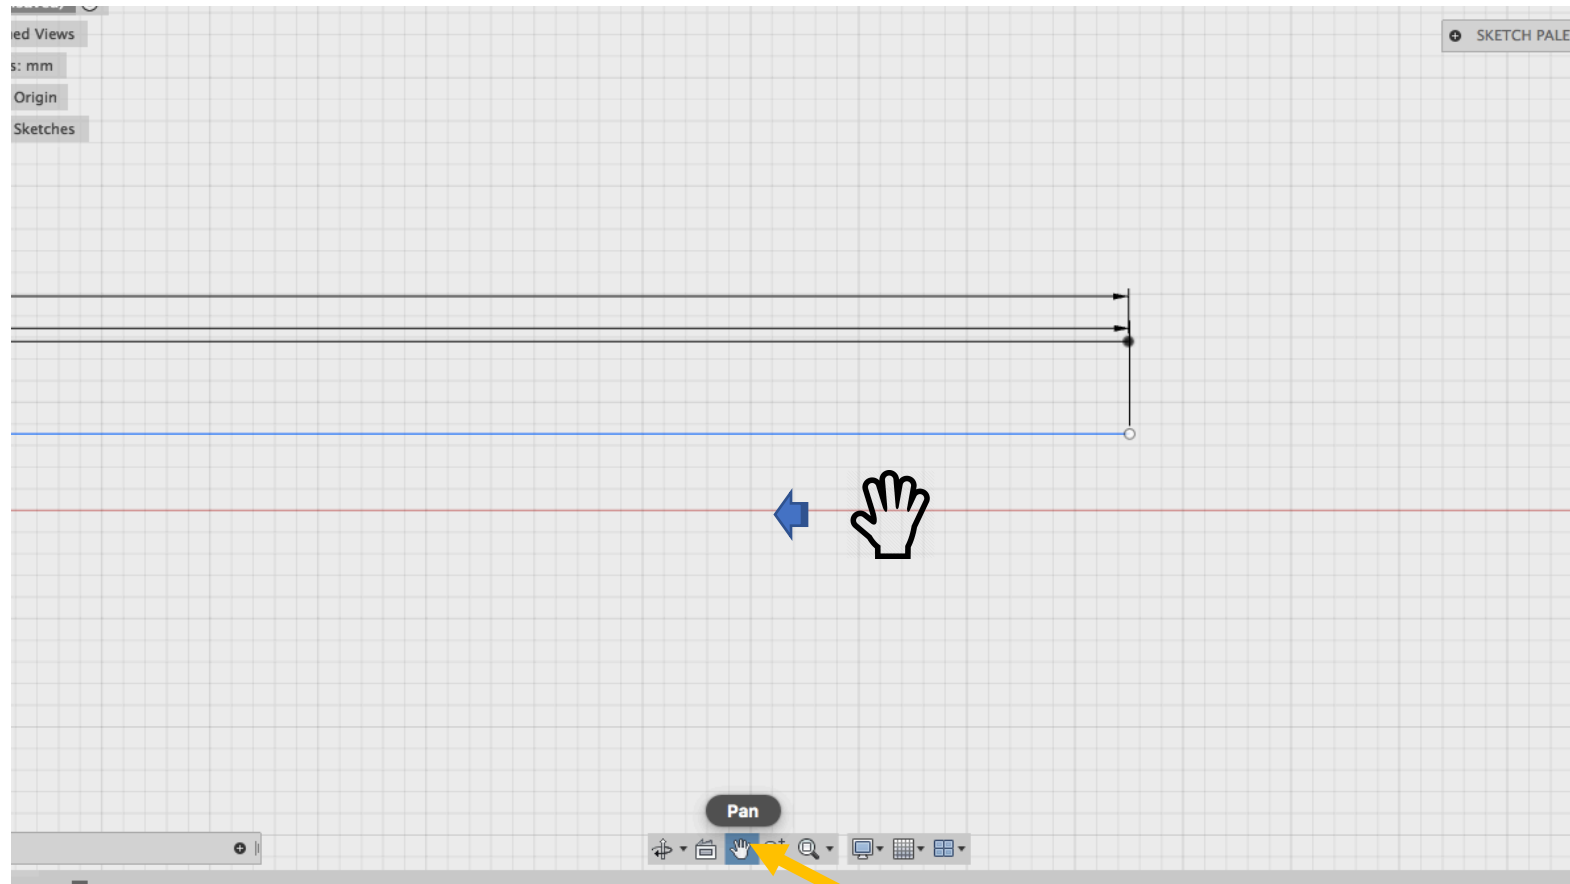 ed Views
s: mm
Origin
Sketches
SKETCH PALE
Pan